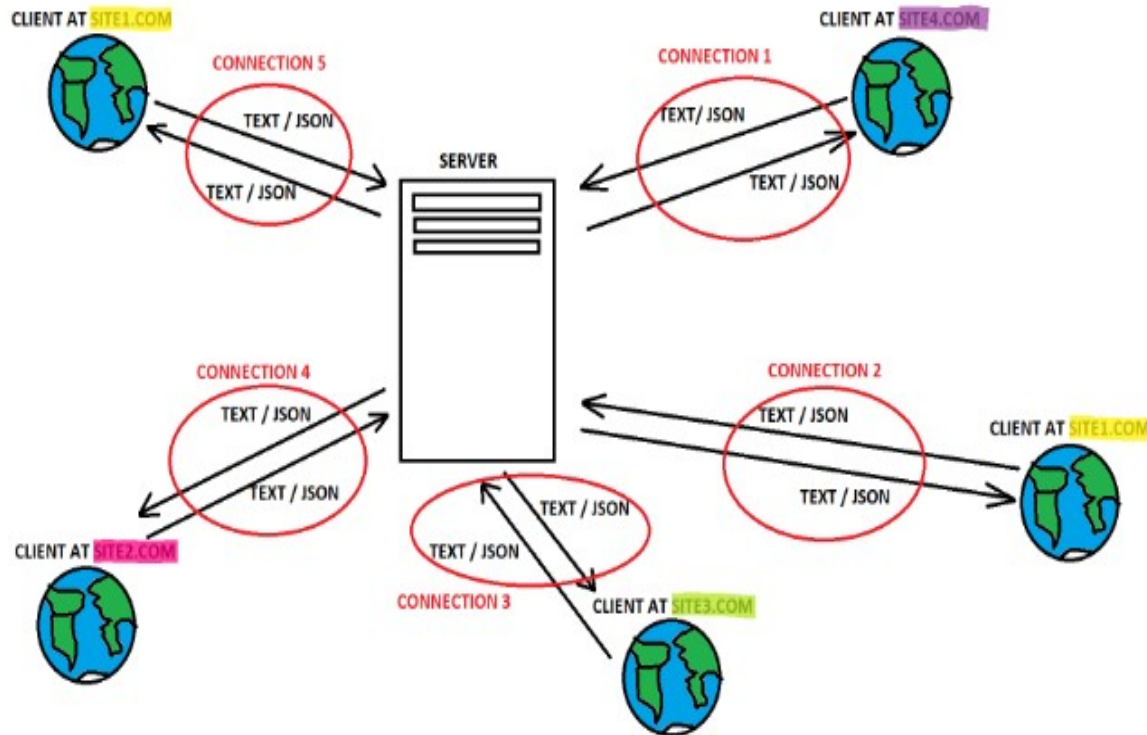 CLIENT AT SITE1.COM
CLIENT AT SITE4.COM
CONNECTION 5
CONNECTION 1
TEXT / JSON
TEXT/ JSON
SERVER
TEXT / JSON
TEXT / JSON
CONNECTION 4
CONNECTION 2
TEXT / JSON
TEXT / JSON
CLIENT AT SITE1.COM
TEXT / JSON
TEXT / JSON
TEXT / JSON
CLIENT AT SITE2.COM
TEXT / JSON
CONNECTION 3
CLIENT AT SITE3.COM